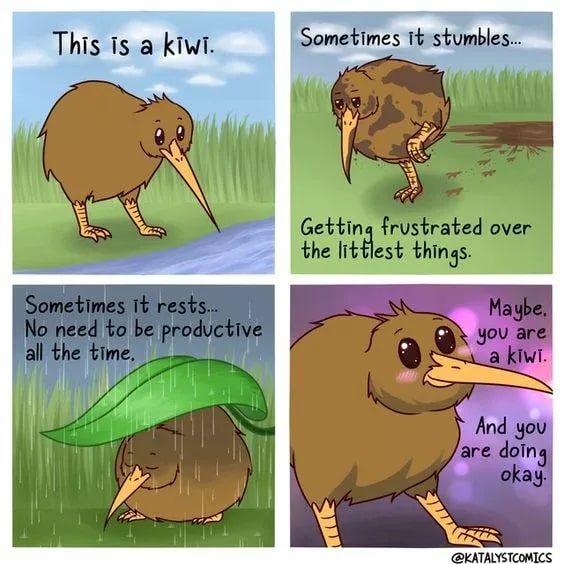 This is a kiwi.
Sometimes it stumbles...
Getting frustrated over
the littlest things.
Sometimes it rests...
No need to be productive
all the time.
Maybe,
you are
a kiwi.
And you
are doing
okay.
@KATALYSTCOMICS